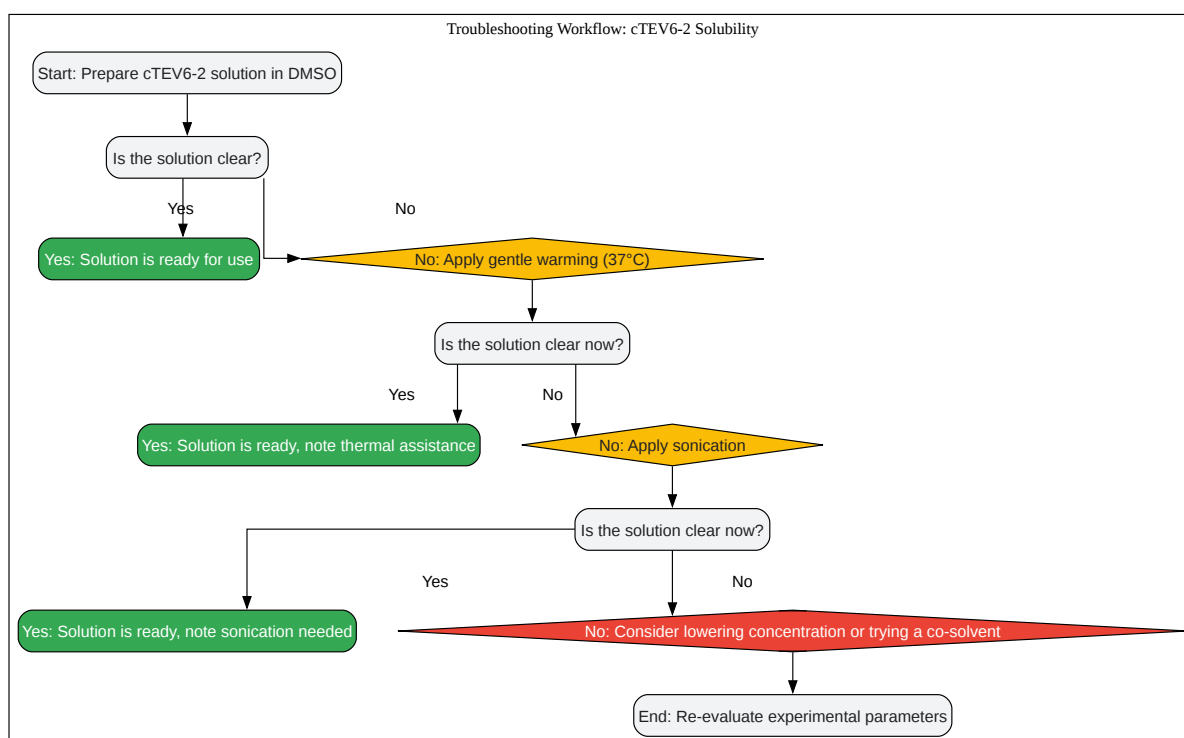 Troubleshooting Workflow: cTEV6-2 Solubility
Start: Prepare cTEV6-2 solution in DMSO
Is the solution clear?
Yes
No
Yes: Solution is ready for use
No: Apply gentle warming (37°C)
Is the solution clear now?
Yes
No
Yes: Solution is ready, note thermal assistance
No: Apply sonication
Is the solution clear now?
Yes
No
Yes: Solution is ready, note sonication needed
No: Consider lowering concentration or trying a co-solvent
End: Re-evaluate experimental parameters